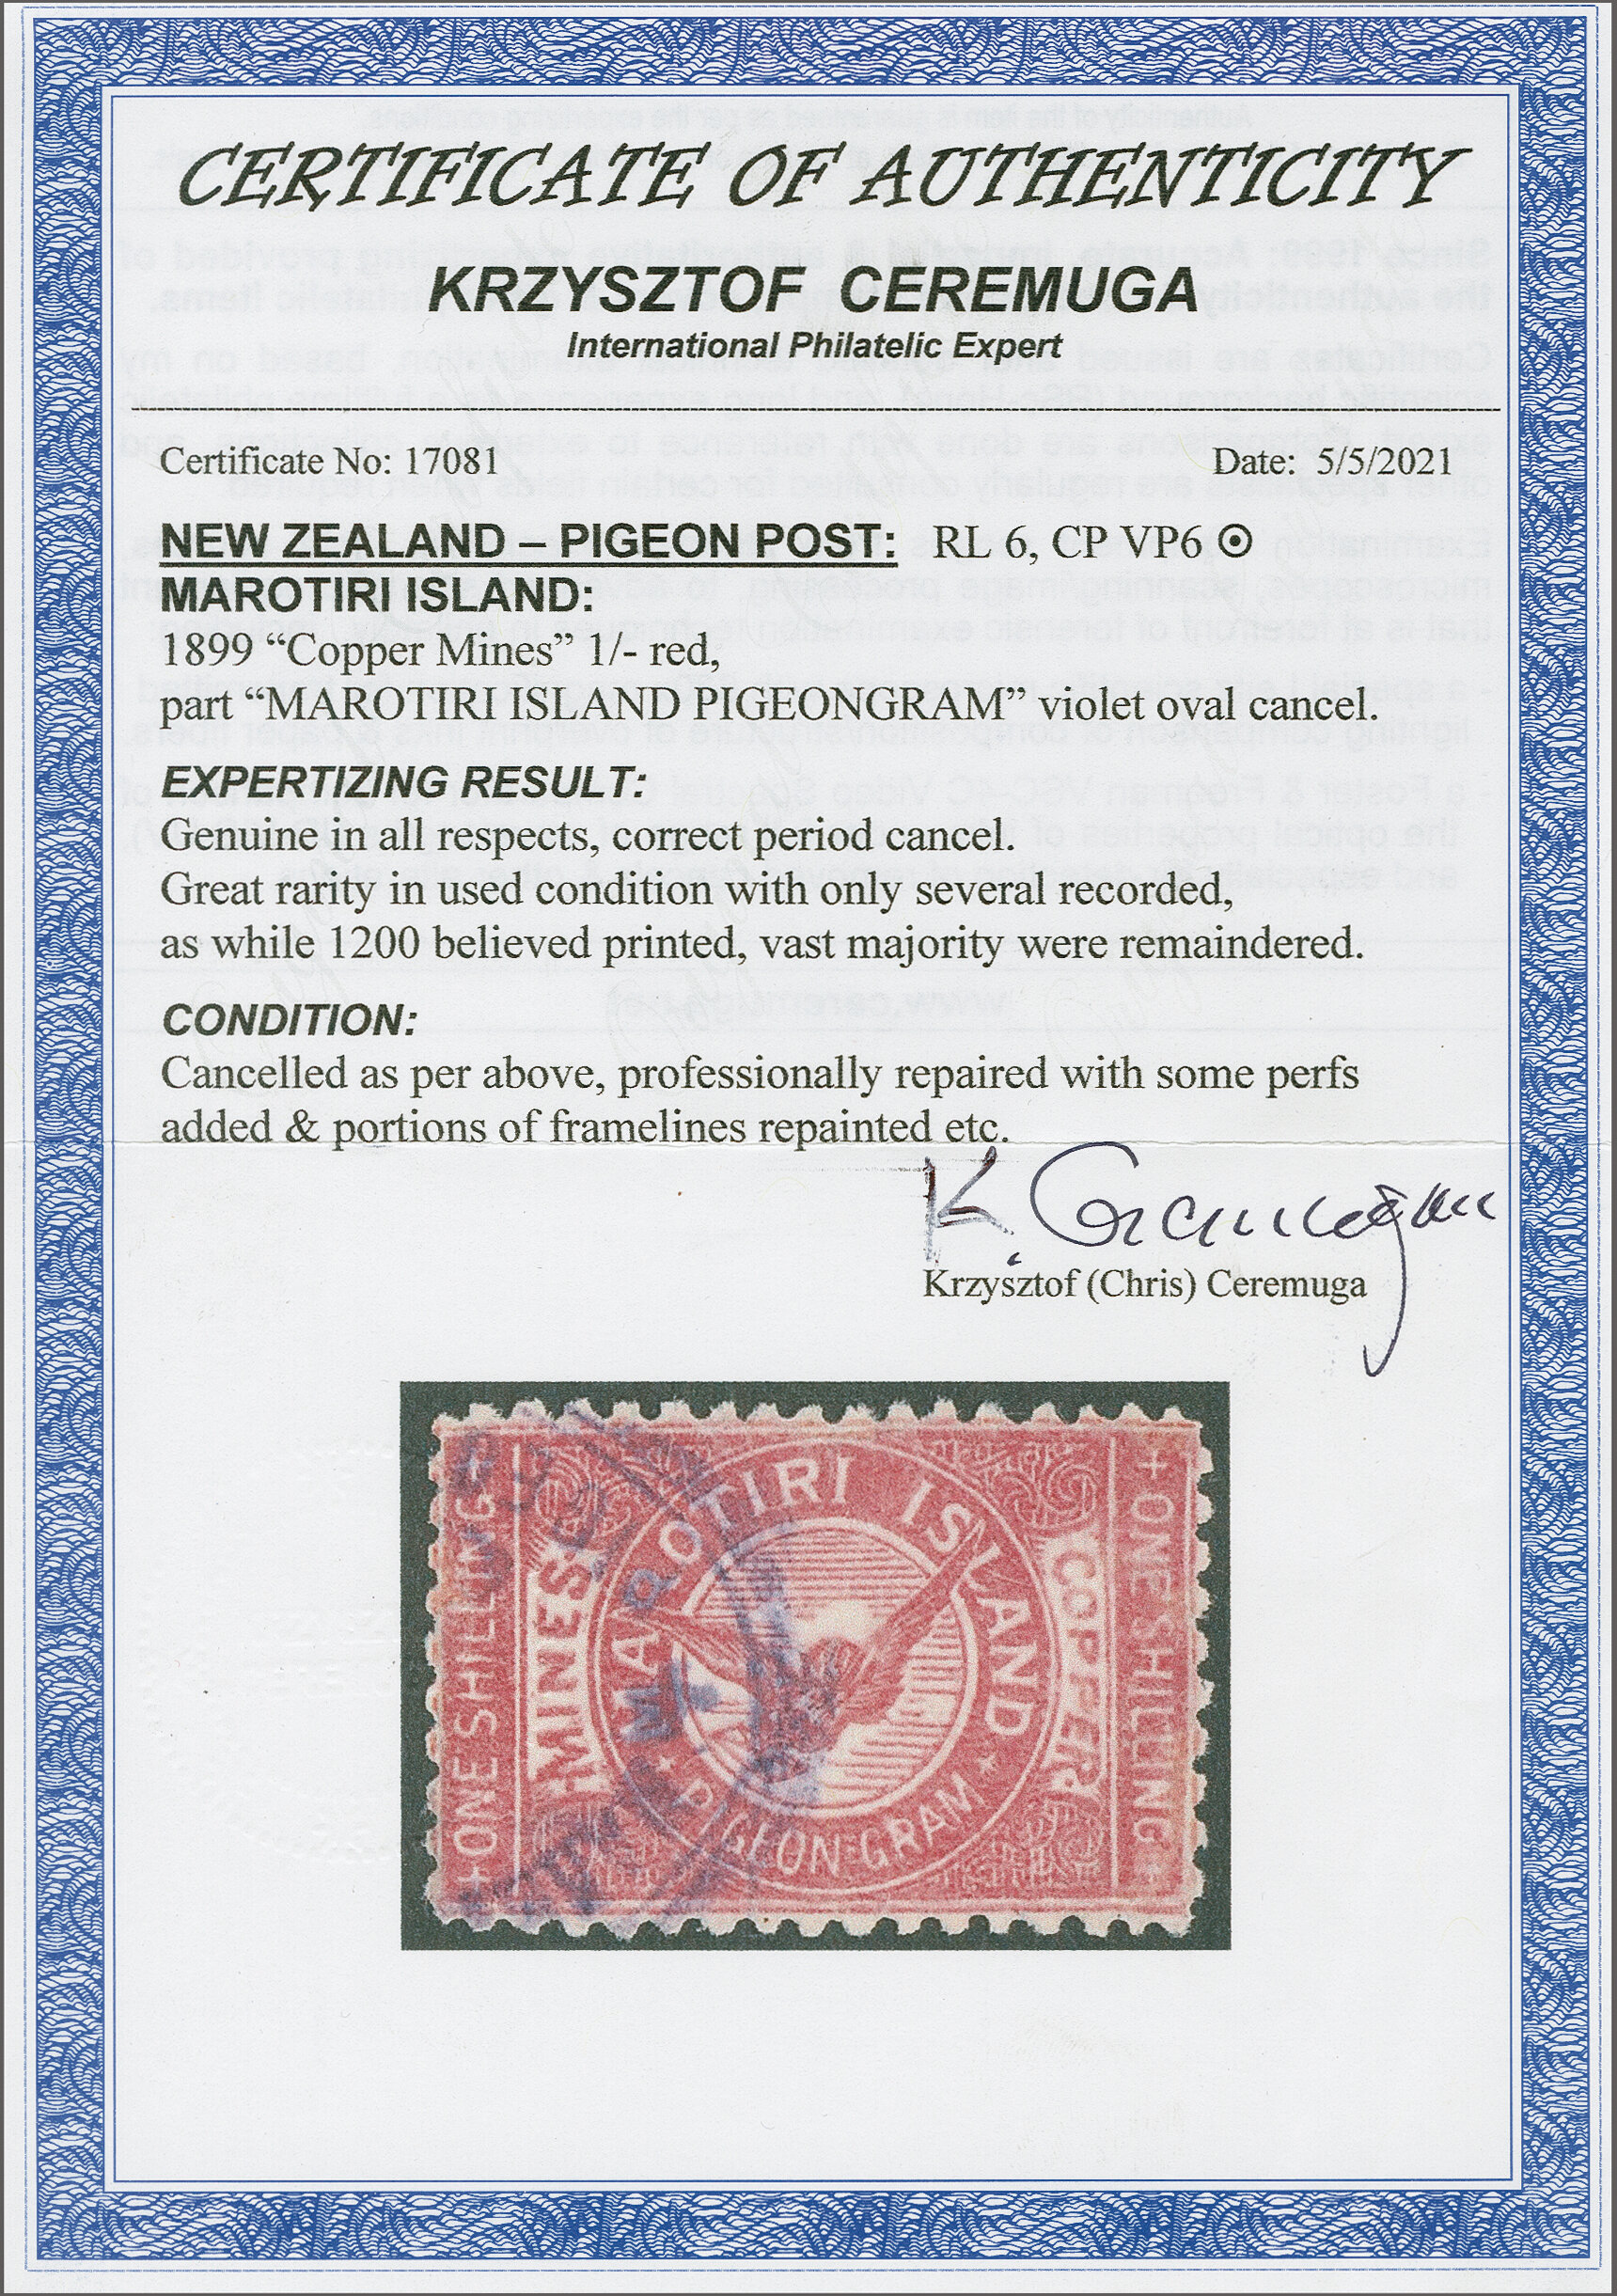 CERTIFICATE OF AUTHENTICITY
KRZYSZTOF CEREMUGA
International Philatelic Expert
Certificate No: 17081 Date: 5/5/2021
NEW ZEALAND – PIGEON POST: RL 6, CP VP6
MAROTIRI ISLAND:
1899 “Copper Mines” 1/- red,
part “MAROTIRI ISLAND PIGEONGRAM” violet oval cancel.
EXPERTIZING RESULT:
Genuine in all respects, correct period cancel.
Great rarity in used condition with only several recorded,
as while 1200 believed printed, vast majority were remaindered.
CONDITION:
Cancelled as per above, professionally repaired with some perfs
added & portions of framelines repainted etc.
K. Ceremuga
Krzysztof (Chris) Ceremuga
+ONE SHILLING+
MINES
MAROTIRI ISLAND
PIGEON-GRAM
COPPER
+ONE SHILLING+